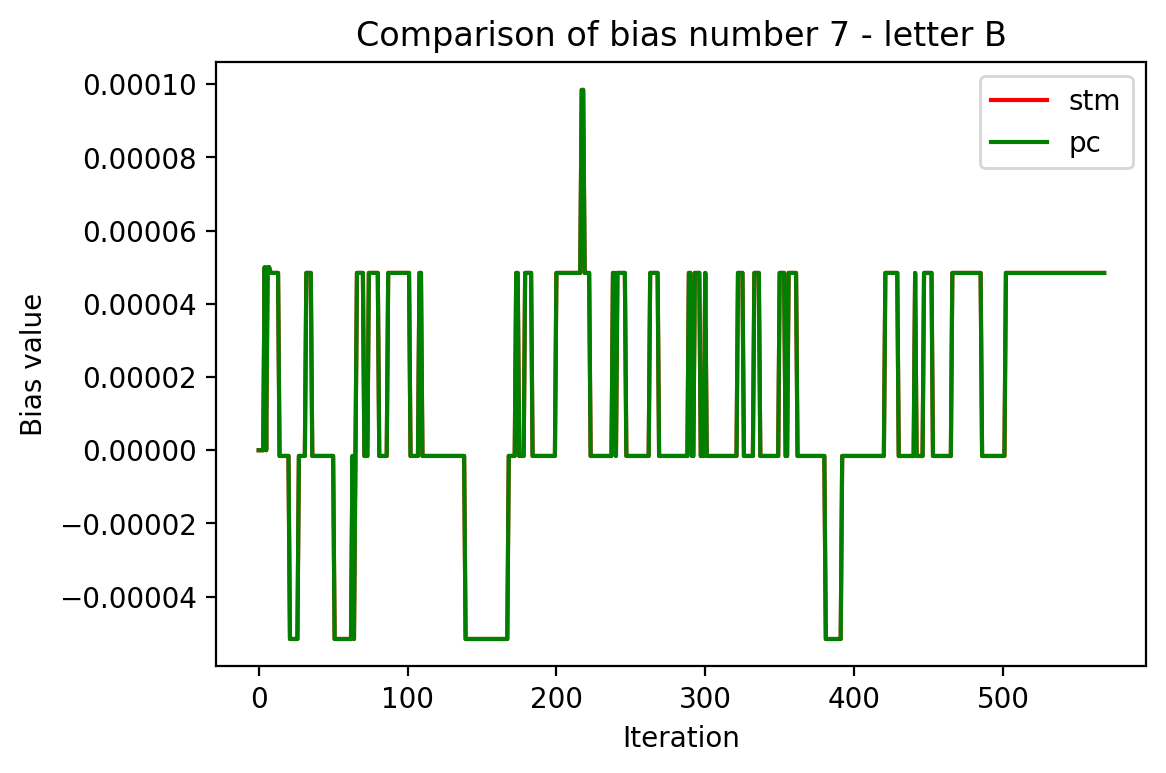 Comparison of bias number 7 - letter B
Bias value
0.00010
0.00008
0.00006
0.00004
0.00002
0.00000
−0.00002
−0.00004
stm
pc
0 100 200 300 400 500
Iteration